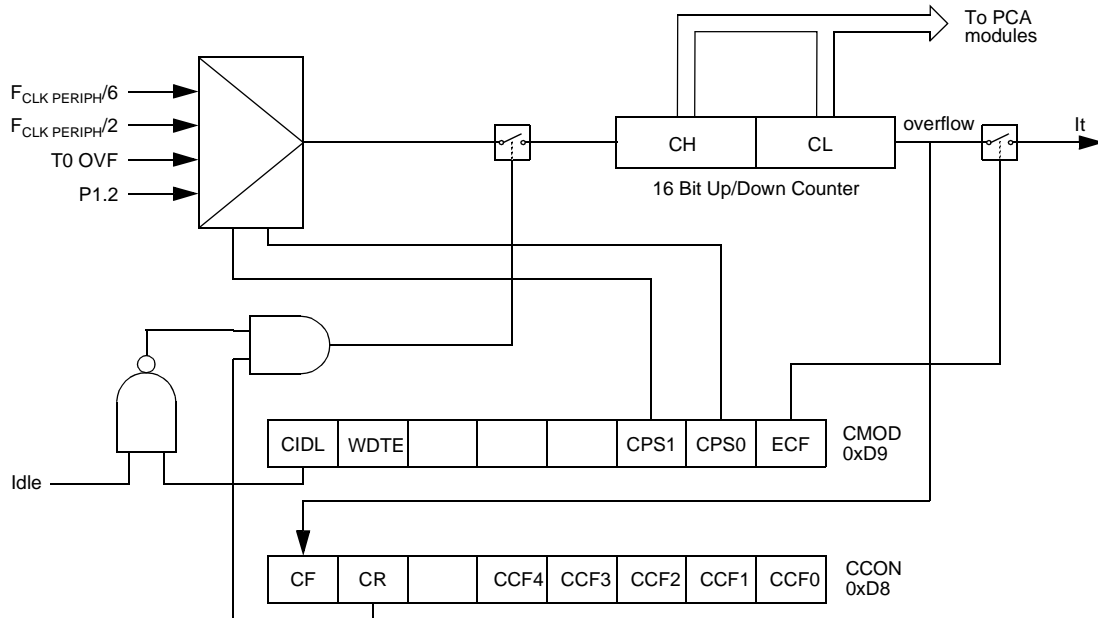 To PCA
modules
FCLK PERIPH/6
FCLK PERIPH/2
T0 OVF
P1.2
CH
CL
overflow
It
16 Bit Up/Down Counter
CIDL
WDTE
CPS1
CPS0
ECF
CMOD
0xD9
Idle
CF
CR
CCF4
CCF3
CCF2
CCF1
CCF0
CCON
0xD8